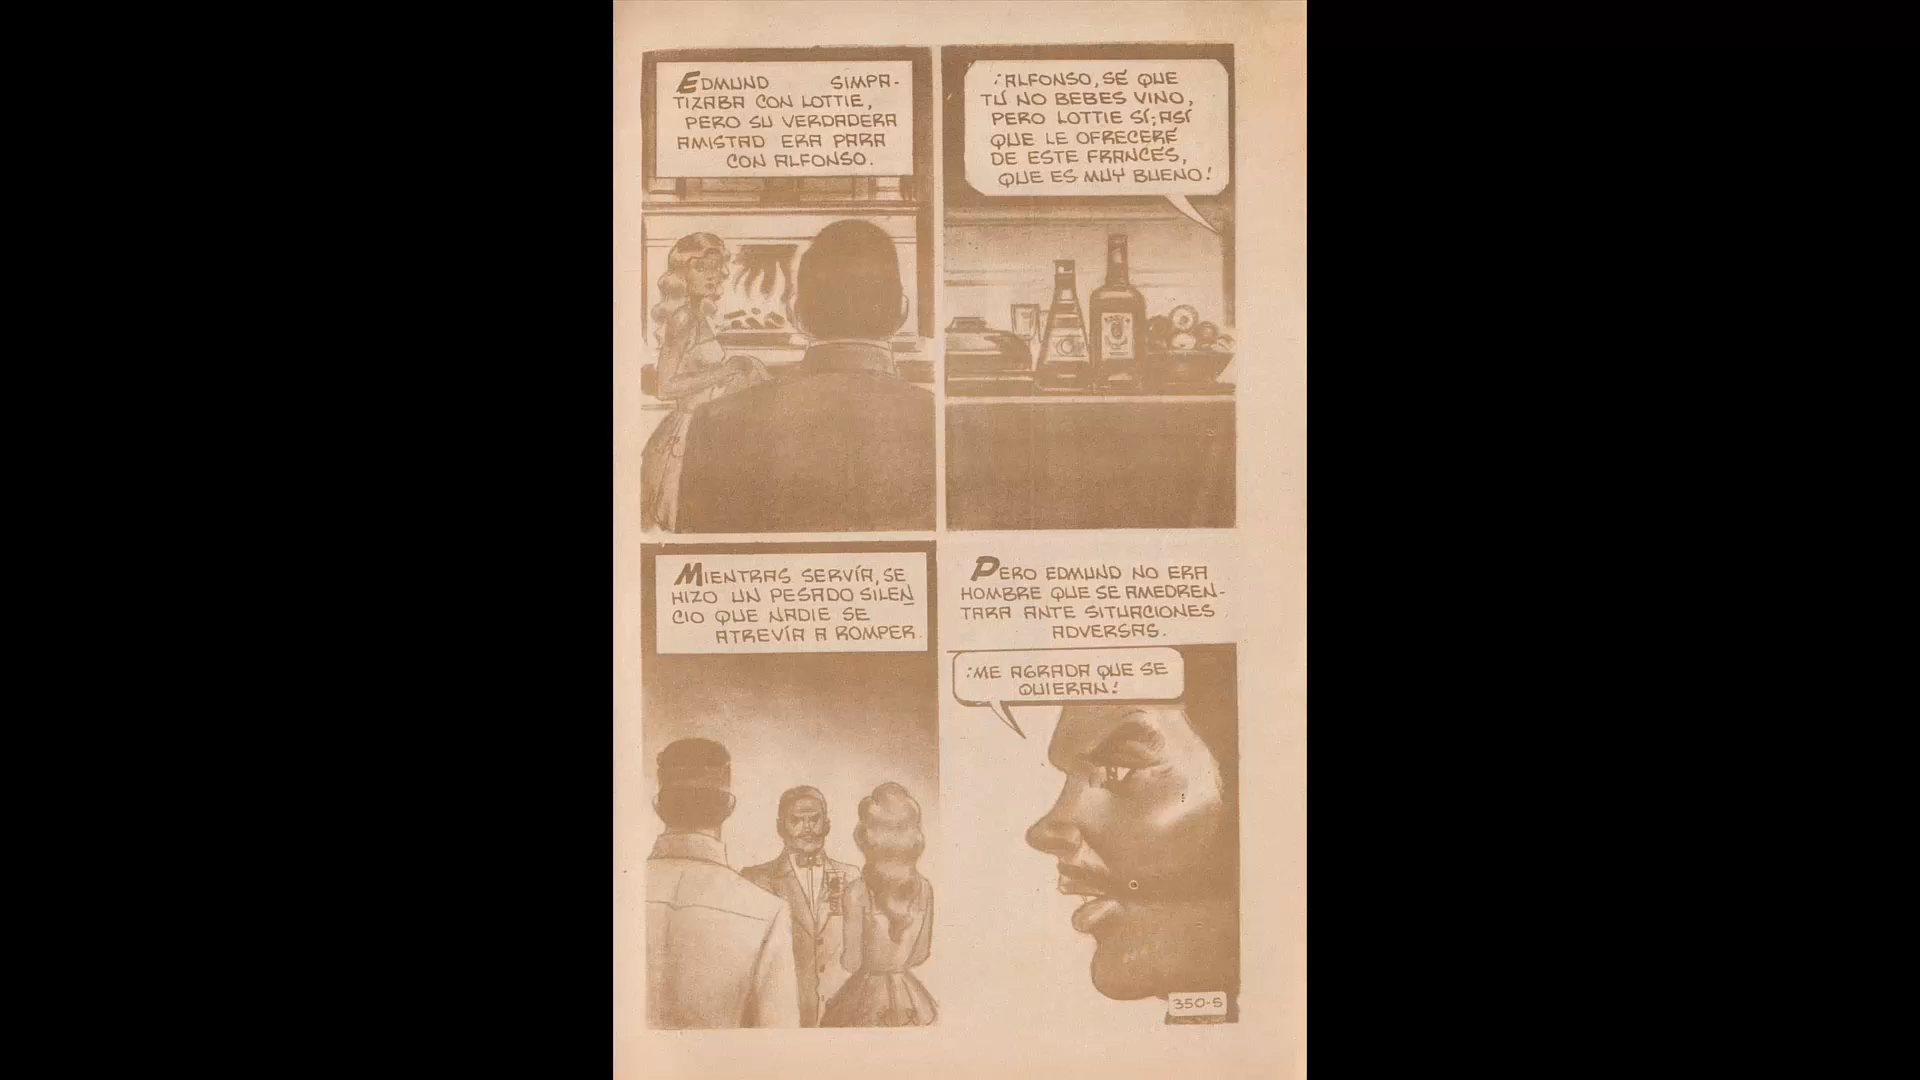 EDMUND SIMPA-
TIZABA CON LOTTIE,
PERO SU VERDADERA
AMISTAD ERA PARA
CON ALFONSO.
¡ALFONSO, SÉ QUE
TÚ NO BEBES VINO,
PERO LOTTIE SÍ; ASÍ
QUE LE OFRECERÉ
DE ESTE FRANCÉS,
QUE ES MUY BUENO!
MIENTRAS SERVÍA, SE
HIZO UN PESADO SILEN
CIO QUE NADIE SE
ATREVÍA A ROMPER.
PERO EDMUND NO ERA
HOMBRE QUE SE AMEDREN-
TARA ANTE SITUACIONES
ADVERSAS.
¡ME AGRADA QUE SE
QUIERAN!
350-5